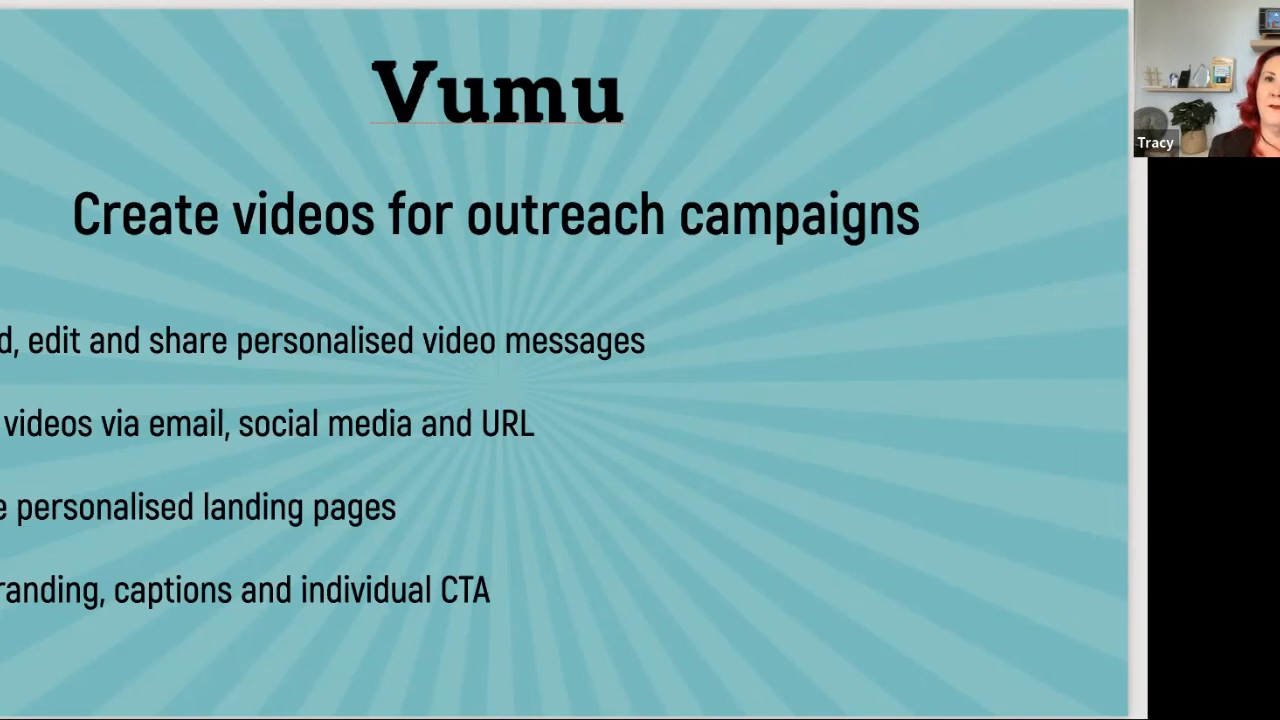 Vumu
Create videos for outreach campaigns
Tracy
edit and share personalised video messages
videos via email, social media and URL
personalised landing pages
captions and individual CTA